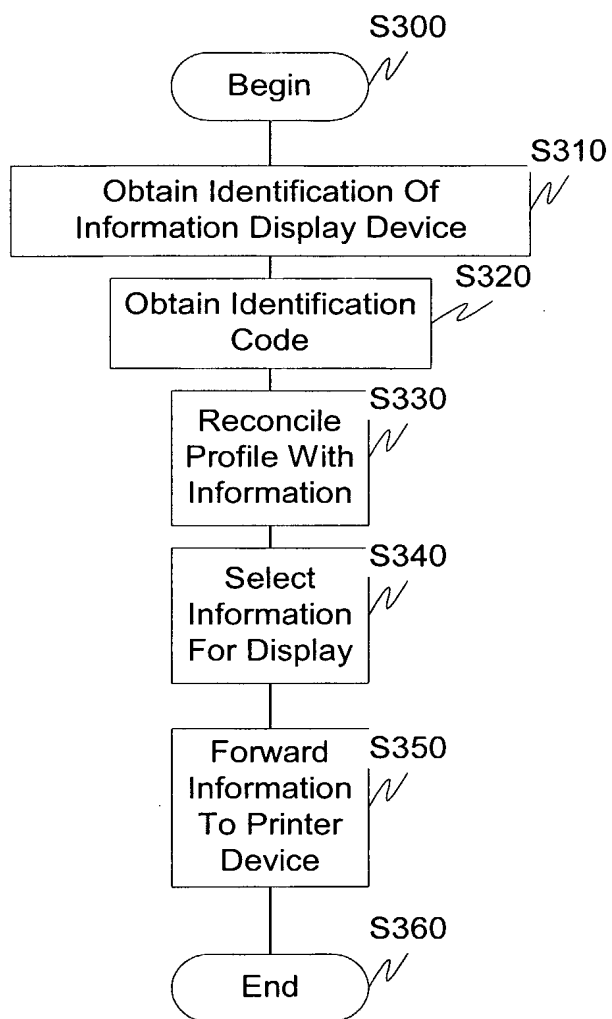 S300
Begin
S310
Obtain Identification Of
Information Display Device
S320
Obtain Identification
Code
S330
Reconcile
Profile With
Information
S340
Select
Information
For Display
S350
Forward
Information
To Printer
Device
S360
End